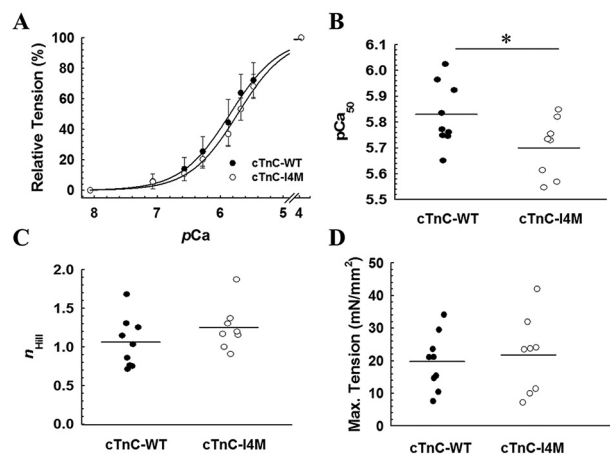 A
Relative Tension (%)
100
80
60
40
20
0
cTnC-WT
cTnC-I4M
8
7
6
5
4
pCa
B
*
pCa50
6.1
6.0
5.9
5.8
5.7
5.6
5.5
cTnC-WT
cTnC-I4M
C
nHill
2.0
1.5
1.0
0.5
0.0
cTnC-WT
cTnC-I4M
D
Max. Tension (mN/mm²)
50
40
30
20
10
0
cTnC-WT
cTnC-I4M